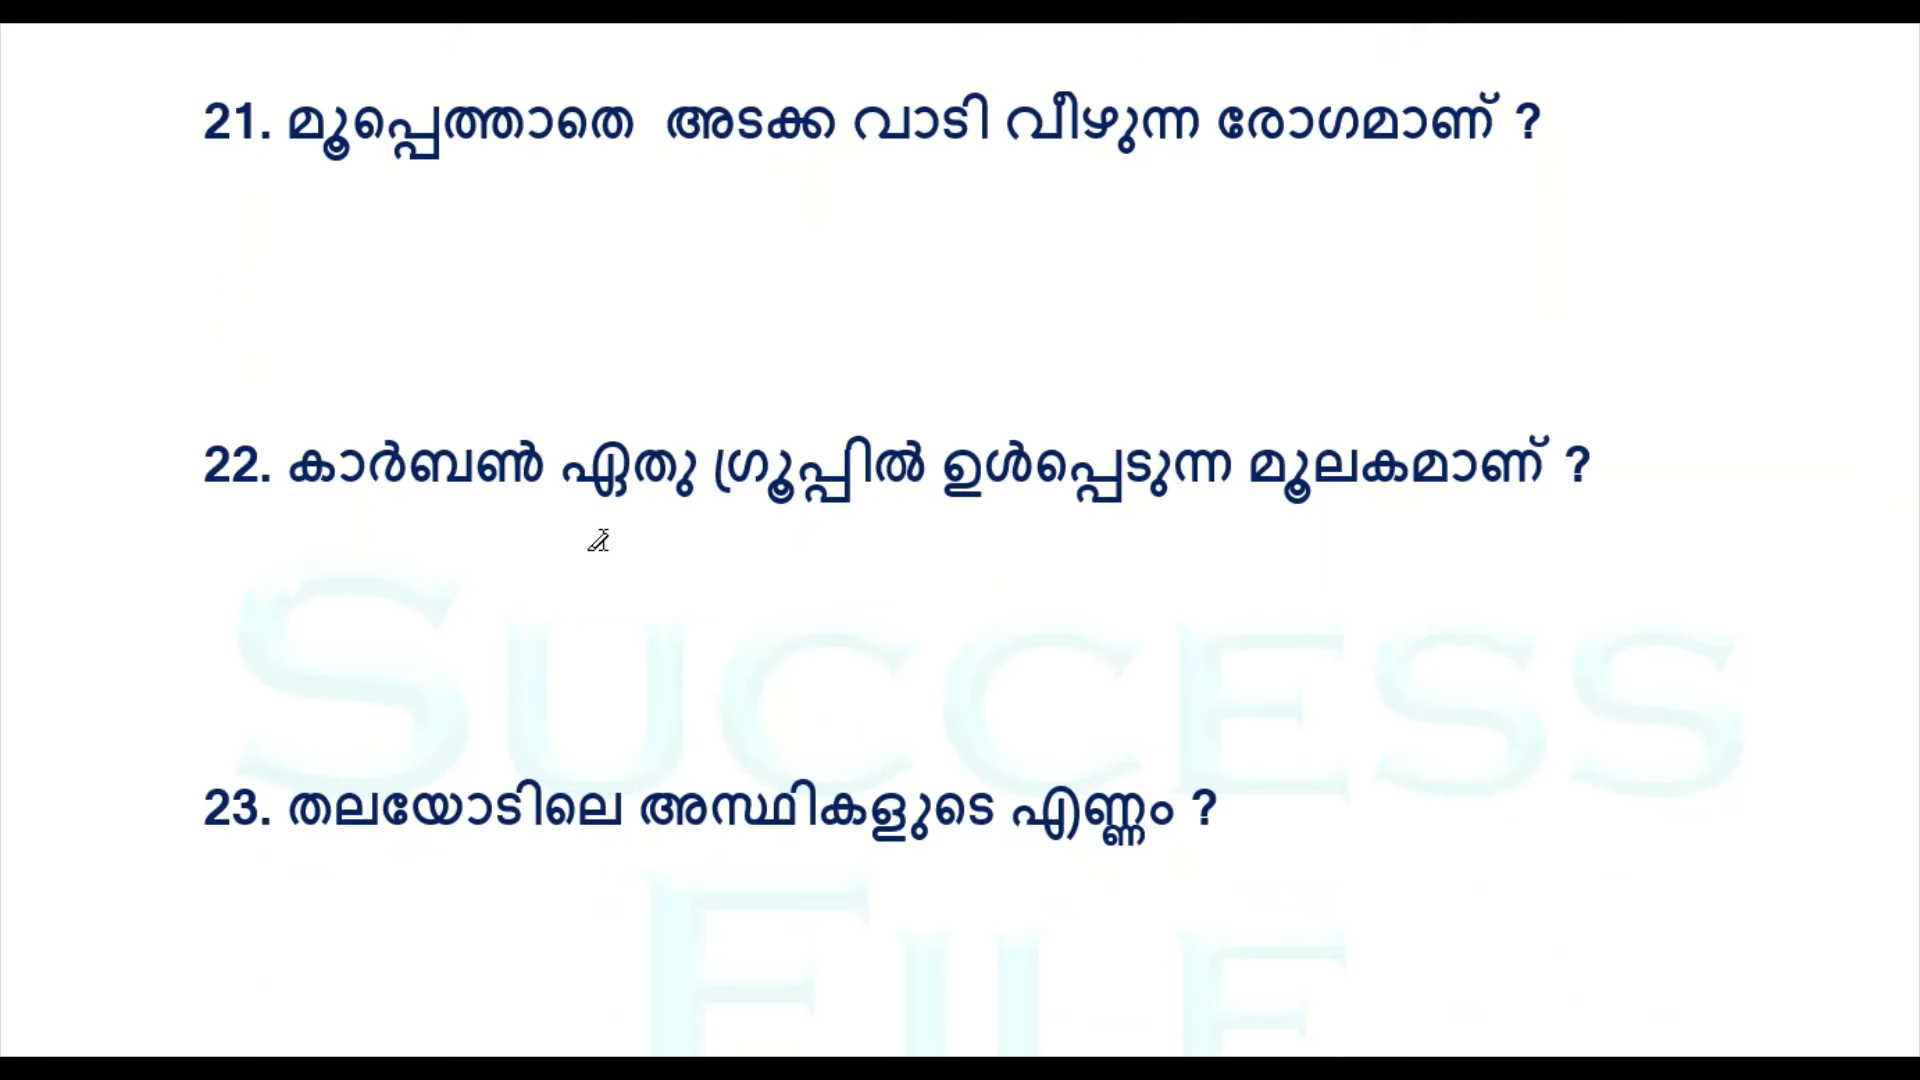 21. മൂപ്പെത്താതെ അടക്ക വാടി വീഴുന്ന രോഗമാണ് ?
22. കാർബൺ ഏതു ഗ്രൂപ്പിൽ ഉൾപ്പെടുന്ന മൂലകമാണ് ?
SUCCESS
23. തലയോടിലെ അസ്ഥികളുടെ എണ്ണം ?
FILE